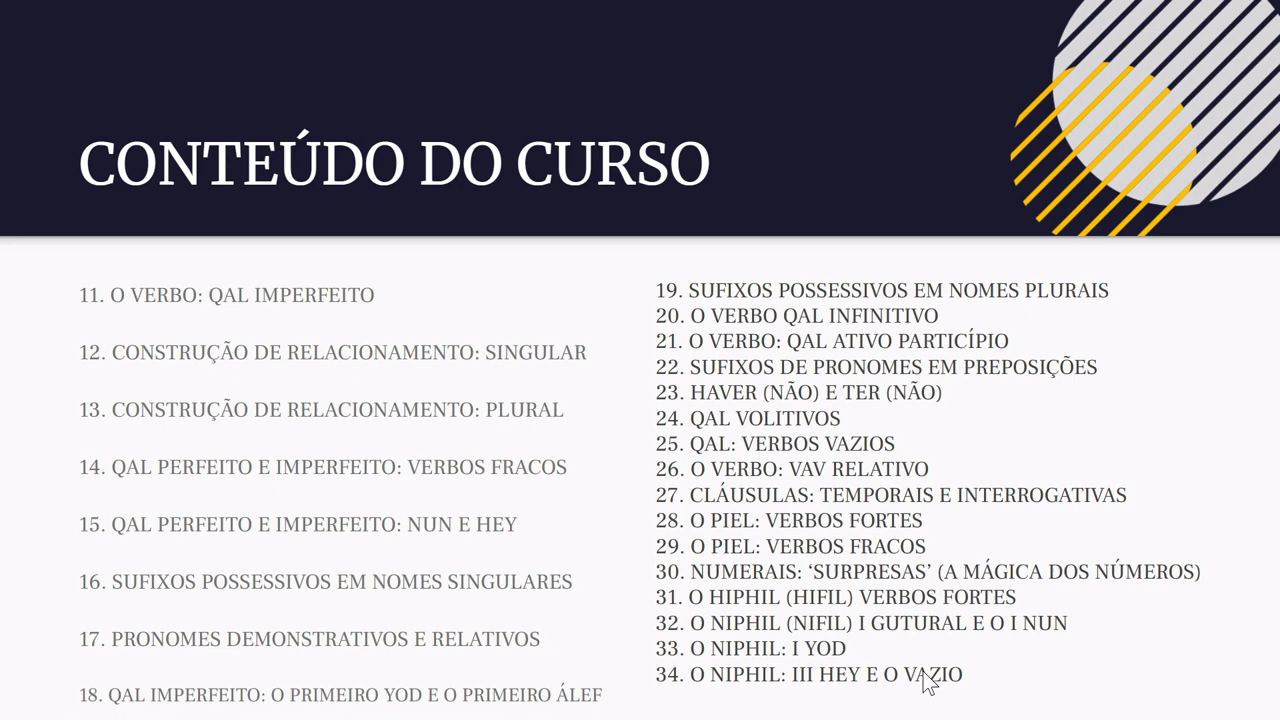 CONTEÚDO DO CURSO
11. O VERBO: QAL IMPERFEITO
12. CONSTRUÇÃO DE RELACIONAMENTO: SINGULAR
13. CONSTRUÇÃO DE RELACIONAMENTO: PLURAL
14. QAL PERFEITO E IMPERFEITO: VERBOS FRACOS
15. QAL PERFEITO E IMPERFEITO: NUN E HEY
16. SUFIXOS POSSESSIVOS EM NOMES SINGULARES
17. PRONOMES DEMONSTRATIVOS E RELATIVOS
18. QAL IMPERFEITO: O PRIMEIRO YOD E O PRIMEIRO ÁLEF
19. SUFIXOS POSSESSIVOS EM NOMES PLURAIS
20. O VERBO QAL INFINITIVO
21. O VERBO: QAL ATIVO PARTICÍPIO
22. SUFIXOS DE PRONOMES EM PREPOSIÇÕES
23. HAVER (NÃO) E TER (NÃO)
24. QAL VOLITIVOS
25. QAL: VERBOS VAZIOS
26. O VERBO: VAV RELATIVO
27. CLÁUSULAS: TEMPORAIS E INTERROGATIVAS
28. O PIEL: VERBOS FORTES
29. O PIEL: VERBOS FRACOS
30. NUMERAIS: ‘SURPRESAS’ (A MÁGICA DOS NÚMEROS)
31. O HIPHIL (HIFIL) VERBOS FORTES
32. O NIPHIL (NIFIL) I GUTURAL E O I NUN
33. O NIPHIL: I YOD
34. O NIPHIL: III HEY E O VAZIO